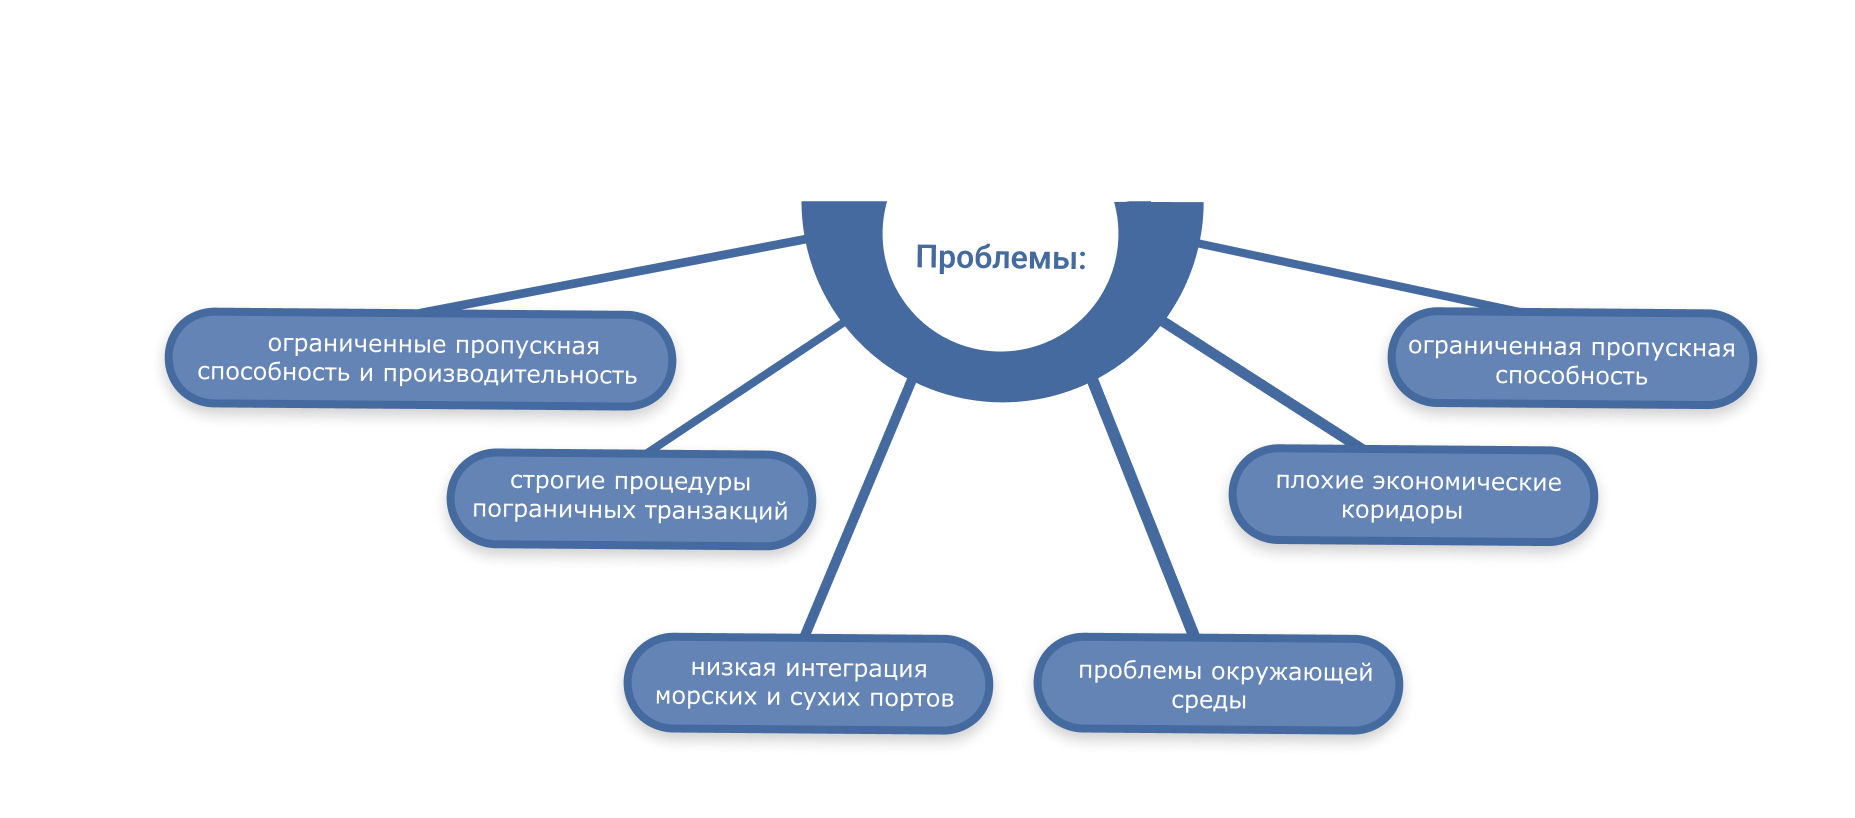 Проблемы:
ограниченные пропускная
способность и производительность
строгие процедуры
пограничных транзакций
низкая интеграция
морских и сухих портов
проблемы окружающей
среды
плохие экономические
коридоры
ограниченная пропускная
способность